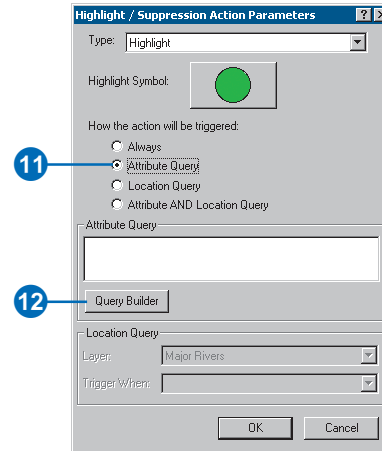 Highlight / Suppression Action Parameters
Type: Highlight
Highlight Symbol:
How the action will be triggered:
Always
11 Attribute Query
Location Query
Attribute AND Location Query
Attribute Query
12 Query Builder
Location Query
Layer: Major Rivers
Trigger When:
OK Cancel